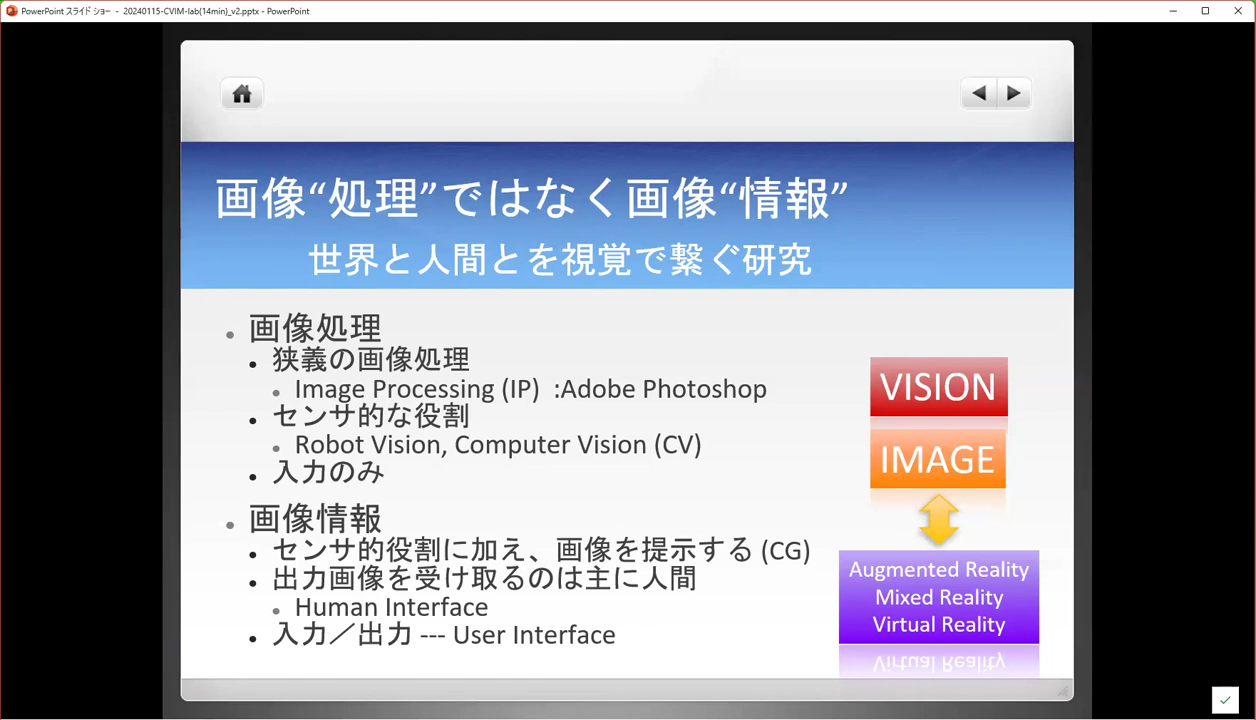 PowerPoint スライド ショー - 20240115-CVIM-lab(14min)_v2.pptx - PowerPoint
画像“処理”ではなく画像“情報”
世界と人間とを視覚で繋ぐ研究
画像処理
狭義の画像処理
Image Processing (IP) :Adobe Photoshop
センサ的な役割
Robot Vision, Computer Vision (CV)
入力のみ
画像情報
センサ的役割に加え、画像を提示する (CG)
出力画像を受け取るのは主に人間
Human Interface
入力／出力 --- User Interface
VISION
IMAGE
Augmented Reality
Mixed Reality
Virtual Reality